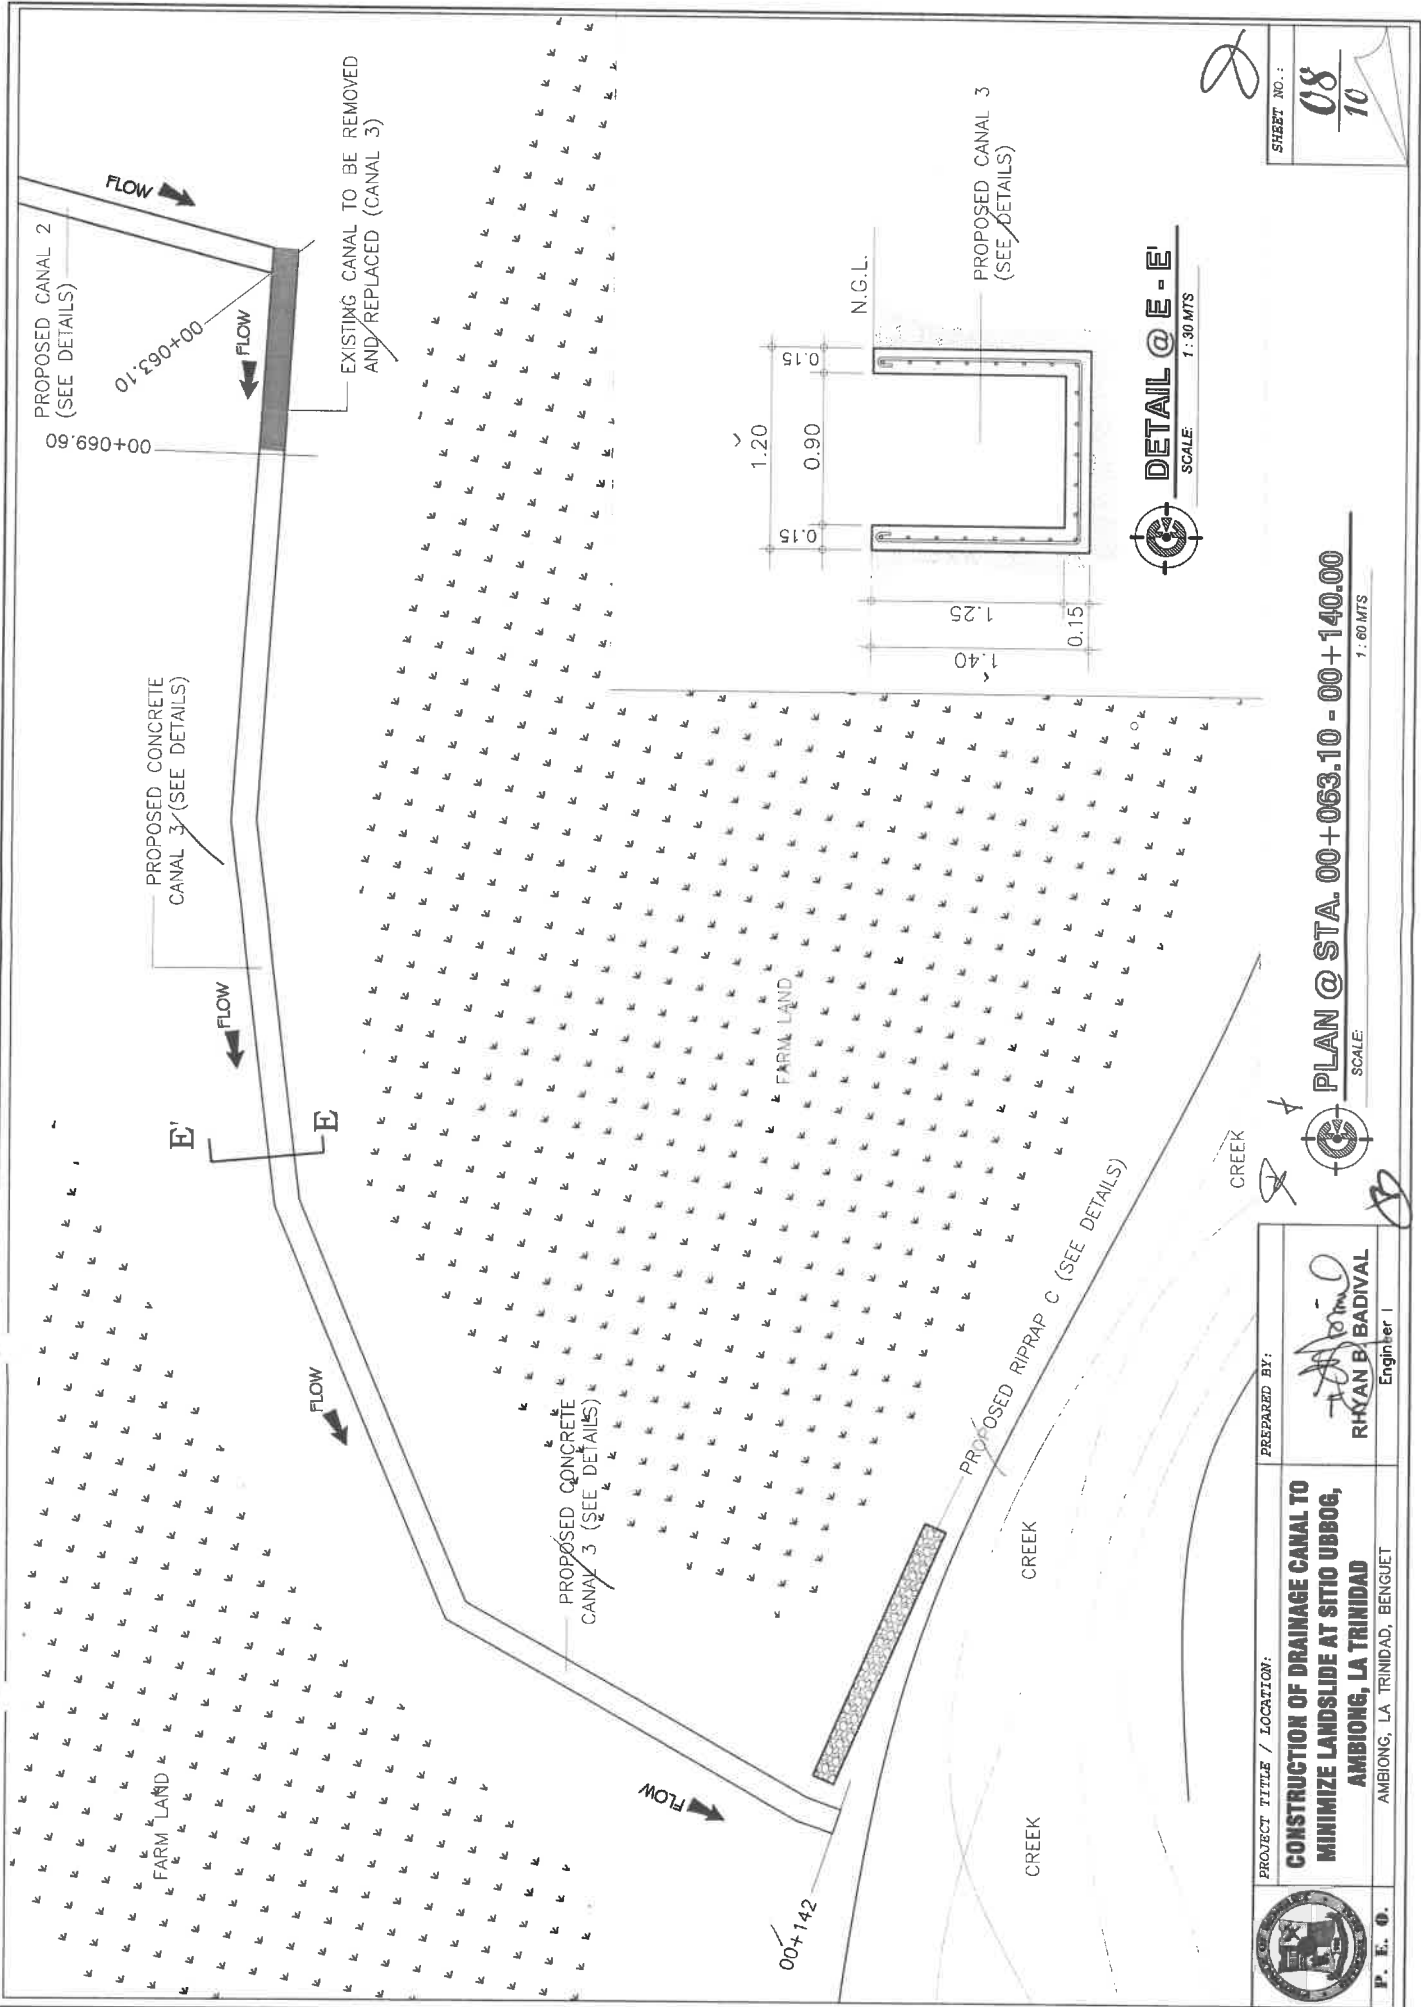 PROPOSED CANAL 2
(SEE DETAILS)
FLOW
00+063.10
00+069.60
FLOW
EXISTING CANAL TO BE REMOVED
AND REPLACED (CANAL 3)
PROPOSED CONCRETE
CANAL 3 (SEE DETAILS)
FLOW
E'
E
FLOW
FARM LAND
PROPOSED CONCRETE
CANAL 3 (SEE DETAILS)
FLOW
00+142
FARM LAND
PROPOSED RIPRAP C (SEE DETAILS)
CREEK
CREEK
CREEK
1.20
0.15
0.90
0.15
N.G.L.
1.40
1.25
0.15
PROPOSED CANAL 3
(SEE DETAILS)
DETAIL @ E - E'
SCALE: 1 : 30 MTS
PLAN @ STA. 00+063.10 - 00+140.00
SCALE: 1 : 60 MTS
P. E. O.
PROJECT TITLE / LOCATION:
CONSTRUCTION OF DRAINAGE CANAL TO
MINIMIZE LANDSLIDE AT SITIO UBBOG,
AMBIONG, LA TRINIDAD
AMBIONG, LA TRINIDAD, BENGUET
PREPARED BY:
RHYAN B. BADIVAL
Engineer I
SHEET NO. :
08
10